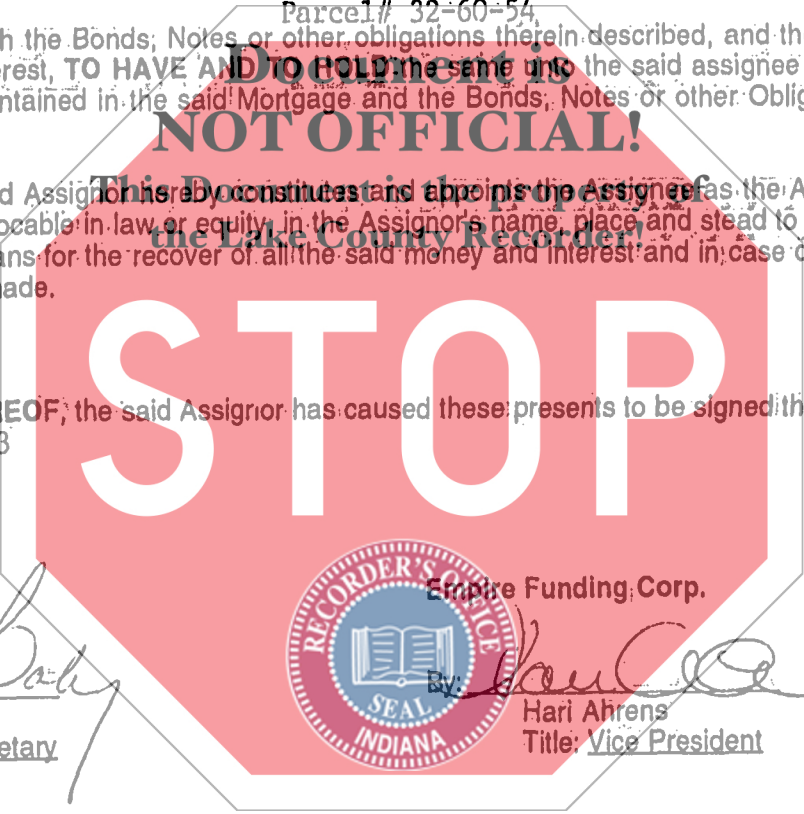 Parcel# 32-60-54
h the Bonds, Notes or other obligations therein described, and th
erest, TO HAVE AND TO HOLD the same unto the said assignee
ntained in the said Mortgage and the Bonds, Notes or other Oblig
Document is
NOT OFFICIAL!
This Document is the property of
the Lake County Recorder!
d Assignor hereby constitutes and appoints the Assignee as the A
ocable in law or equity, in the Assignor's name, place and stead to
ans for the recover of all the said money and interest and in case o
ade.
STOP
EOF, the said Assignor has caused these presents to be signed th
3
RECORDER'S OFFICE
SEAL
INDIANA
Empire Funding Corp.
By:
Hari Ahrens
etary
Title: Vice President